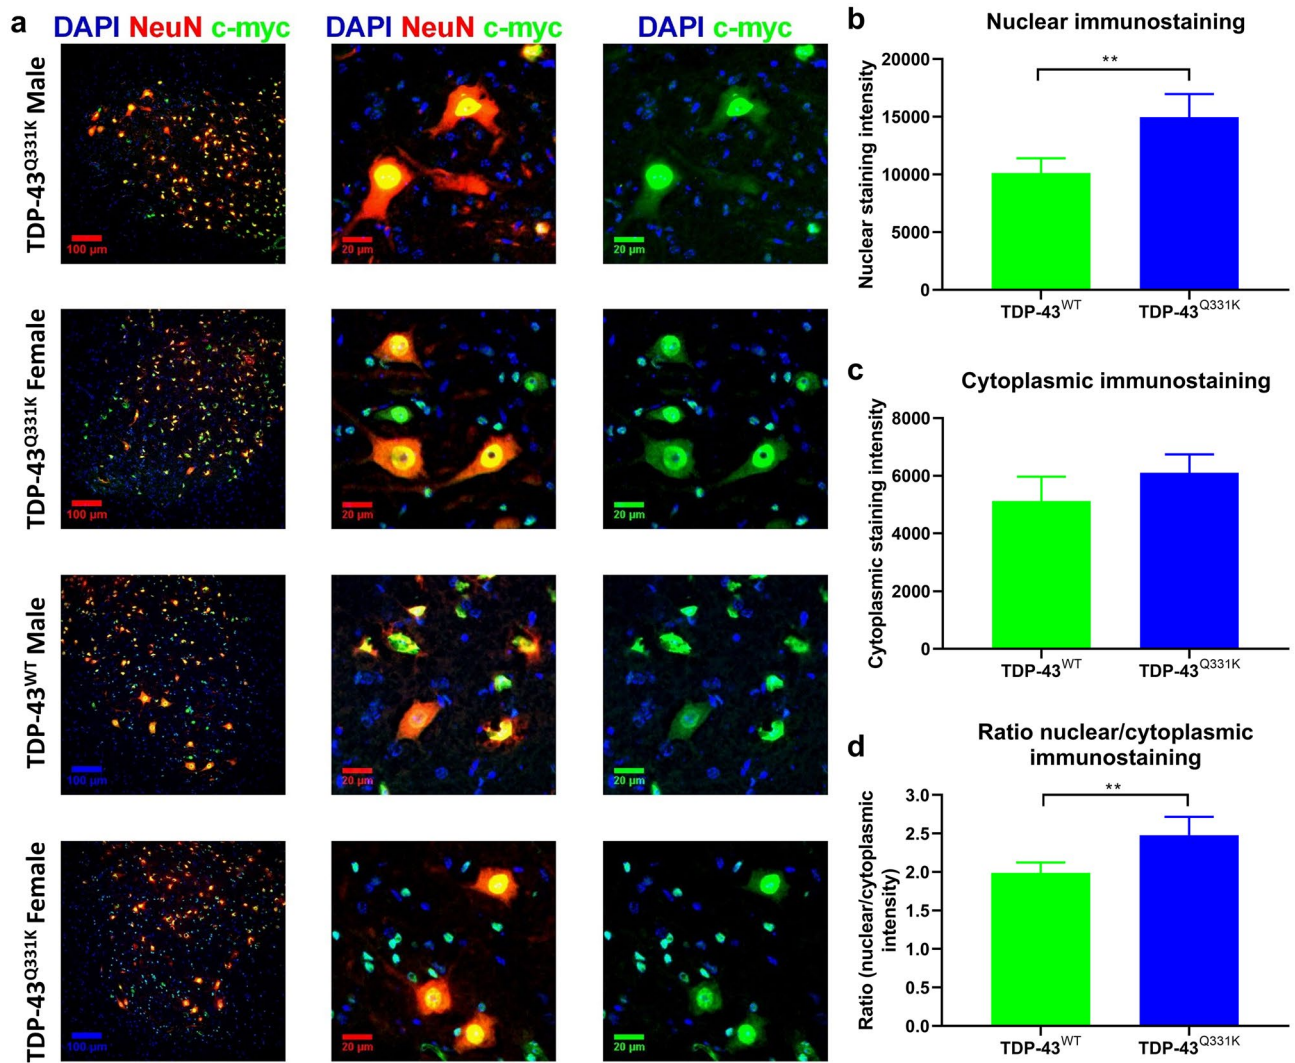 a
DAPI NeuN c-myc
DAPI NeuN c-myc
DAPI c-myc
TDP-43Q331K Male
100 µm
20 µm
20 µm
TDP-43Q331K Female
100 µm
20 µm
20 µm
TDP-43WT Male
100 µm
20 µm
20 µm
TDP-43Q331K Female
100 µm
20 µm
20 µm
b
Nuclear immunostaining
Nuclear staining intensity
20000
15000
10000
5000
0
**
TDP-43WT
TDP-43Q331K
c
Cytoplasmic immunostaining
Cytoplasmic staining intensity
8000
6000
4000
2000
0
TDP-43WT
TDP-43Q331K
d
Ratio nuclear/cytoplasmic
immunostaining
Ratio (nuclear/cytoplasmic
intensity)
3.0
2.5
2.0
1.5
1.0
0.5
0.0
**
TDP-43WT
TDP-43Q331K